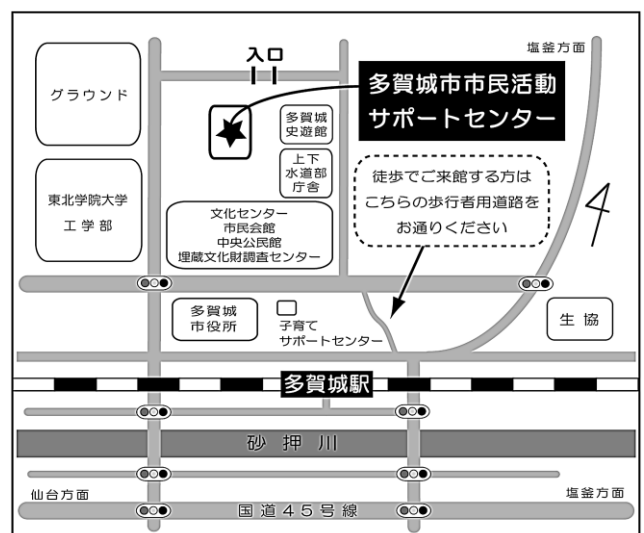 塩釜方面
入口
グラウンド
多賀城市市民活動
サポートセンター
多賀城
史遊館
上下
水道部
庁舎
徒歩でご来館する方は
こちらの歩行者用道路を
お通りください
東北学院大学
工学部
文化センター
市民会館
中央公民館
埋蔵文化財調査センター
多賀城
市役所
子育て
サポートセンター
生協
多賀城駅
砂押川
仙台方面
国道45号線
塩釜方面